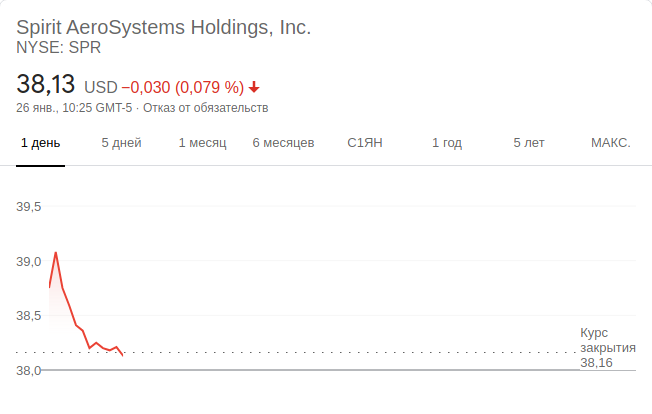 Spirit AeroSystems Holdings, Inc.
NYSE: SPR
38,13 USD −0,030 (0,079 %)
26 янв., 10:25 GMT-5 · Отказ от обязательств
1 день 5 дней 1 месяц 6 месяцев С1ЯН 1 год 5 лет МАКС.
39,5
39,0
38,5
Курс
закрытия
38,16
38,0